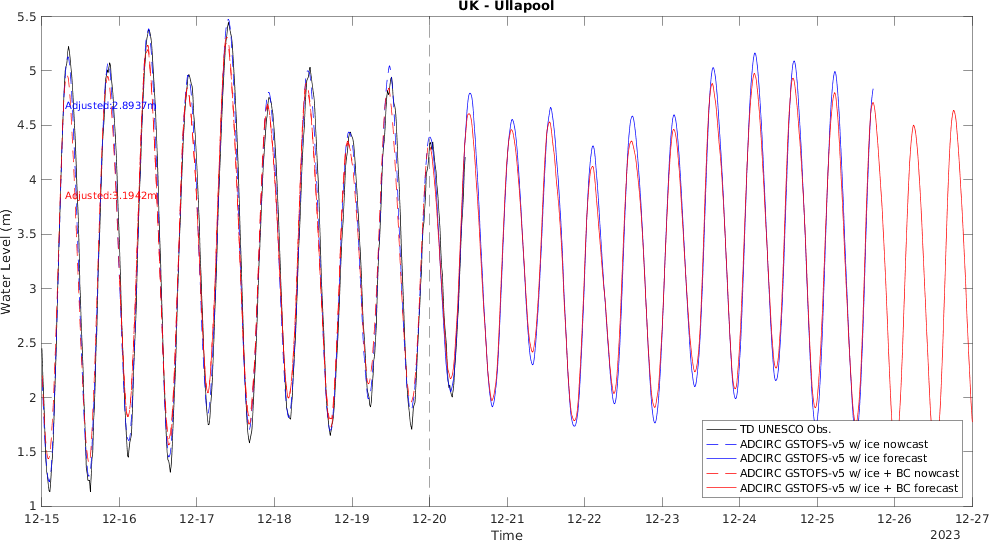 UK - Ullapool
5.5
5
4.5
4
3.5
3
2.5
2
1.5
1
Water Level (m)
Adjusted:2.8937m
Adjusted:3.1942m
TD UNESCO Obs.
ADCIRC GSTOFS-v5 w/ ice nowcast
ADCIRC GSTOFS-v5 w/ ice forecast
ADCIRC GSTOFS-v5 w/ ice + BC nowcast
ADCIRC GSTOFS-v5 w/ ice + BC forecast
12-15 12-16 12-17 12-18 12-19 12-20 12-21 12-22 12-23 12-24 12-25 12-26 12-27
Time
2023